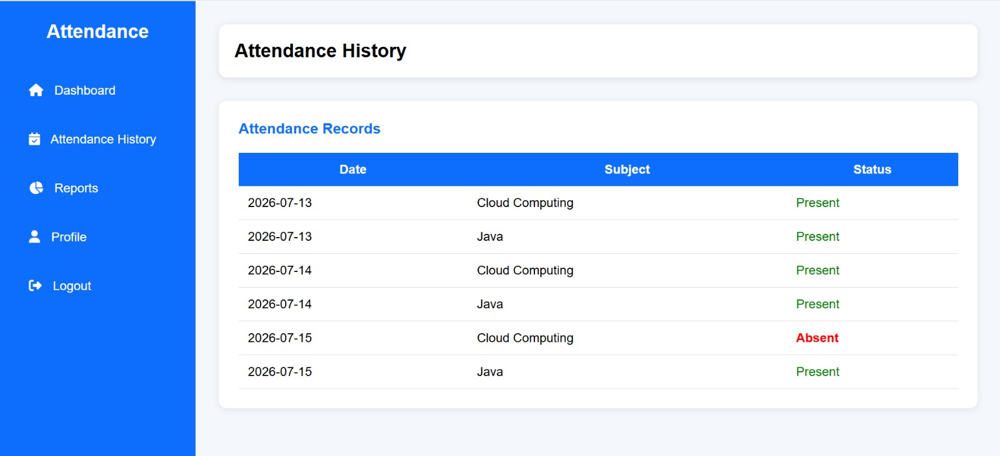 Attendance
Dashboard
Attendance History
Reports
Profile
Logout
Attendance History
Attendance Records
Date Subject Status
2026-07-13 Cloud Computing Present
2026-07-13 Java Present
2026-07-14 Cloud Computing Present
2026-07-14 Java Present
2026-07-15 Cloud Computing Absent
2026-07-15 Java Present